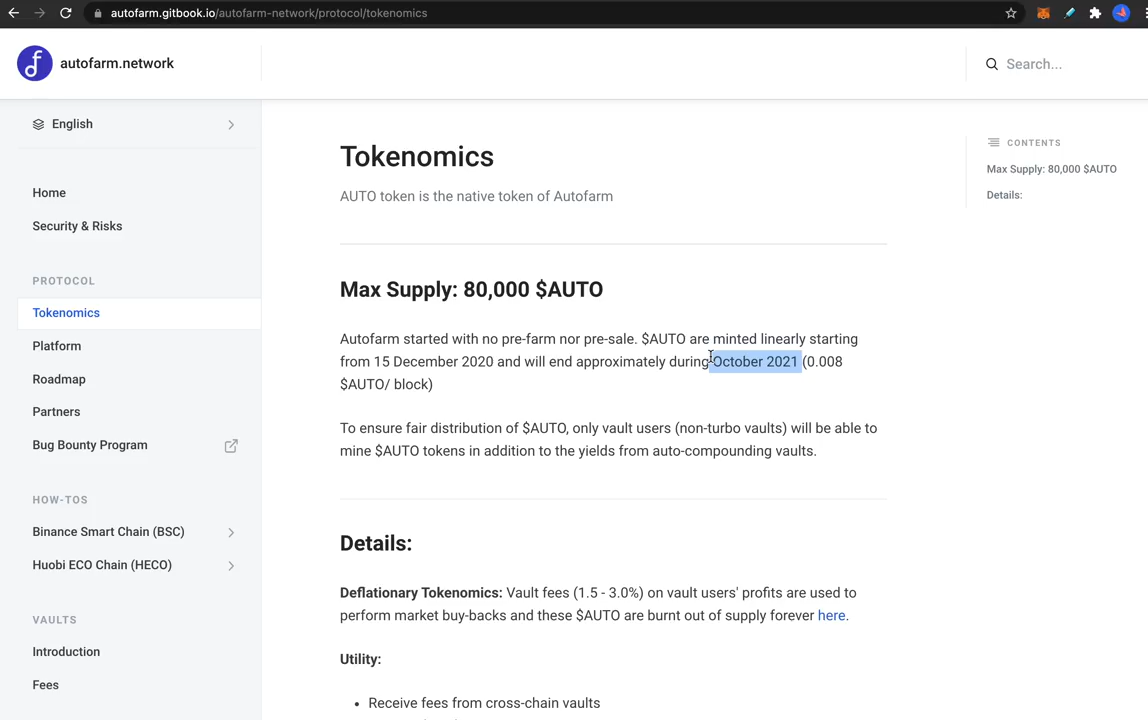 autofarm.gitbook.io/autofarm-network/protocol/tokenomics
autofarm.network
Search...
English
Home
Security & Risks
PROTOCOL
Tokenomics
Platform
Roadmap
Partners
Bug Bounty Program
HOW-TOS
Binance Smart Chain (BSC)
Huobi ECO Chain (HECO)
VAULTS
Introduction
Fees
Tokenomics
AUTO token is the native token of Autofarm
Max Supply: 80,000 $AUTO
Autofarm started with no pre-farm nor pre-sale. $AUTO are minted linearly starting
from 15 December 2020 and will end approximately during October 2021 (0.008
$AUTO/ block)
To ensure fair distribution of $AUTO, only vault users (non-turbo vaults) will be able to
mine $AUTO tokens in addition to the yields from auto-compounding vaults.
Details:
Deflationary Tokenomics: Vault fees (1.5 - 3.0%) on vault users' profits are used to
perform market buy-backs and these $AUTO are burnt out of supply forever here.
Utility:
• Receive fees from cross-chain vaults
CONTENTS
Max Supply: 80,000 $AUTO
Details: